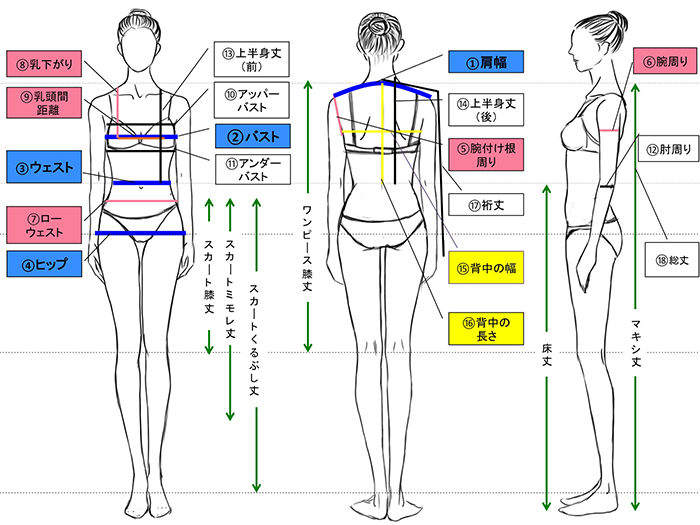 ⑧乳下がり
⑨乳頭間
距離
③ウェスト
⑦ロー
ウェスト
④ヒップ
⑬上半身丈
(前)
⑩アッパー
バスト
②バスト
⑪アンダー
バスト
スカート膝丈
スカートミモレ丈
スカートくるぶし丈
ワンピース膝丈
①肩幅
⑭上半身丈
(後)
⑤腕付け根
周り
⑰裄丈
⑮背中の幅
⑯背中の
長さ
⑥腕周り
⑫肘周り
⑱総丈
床丈
マキシ丈